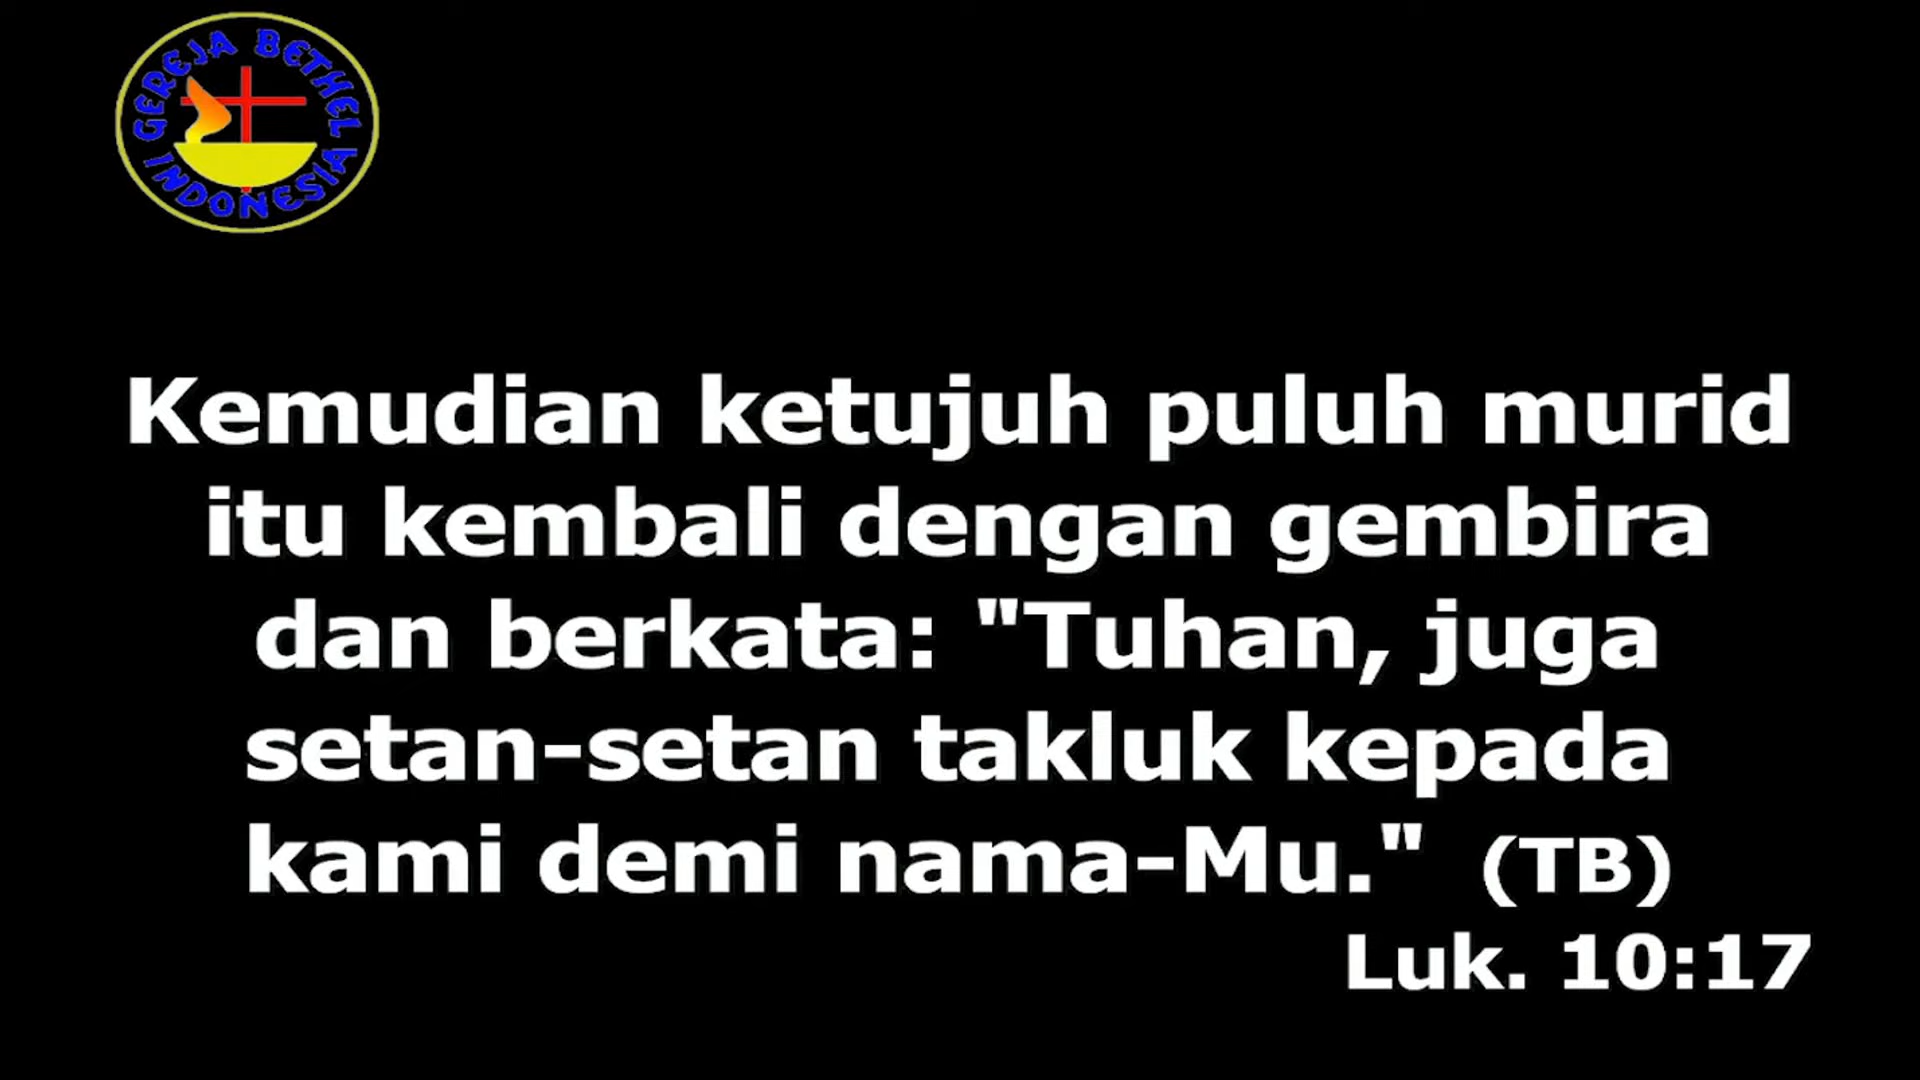 GEREJA BETHEL INDONESIA
Kemudian ketujuh puluh murid
itu kembali dengan gembira
dan berkata: "Tuhan, juga
setan-setan takluk kepada
kami demi nama-Mu." (TB)
Luk. 10:17